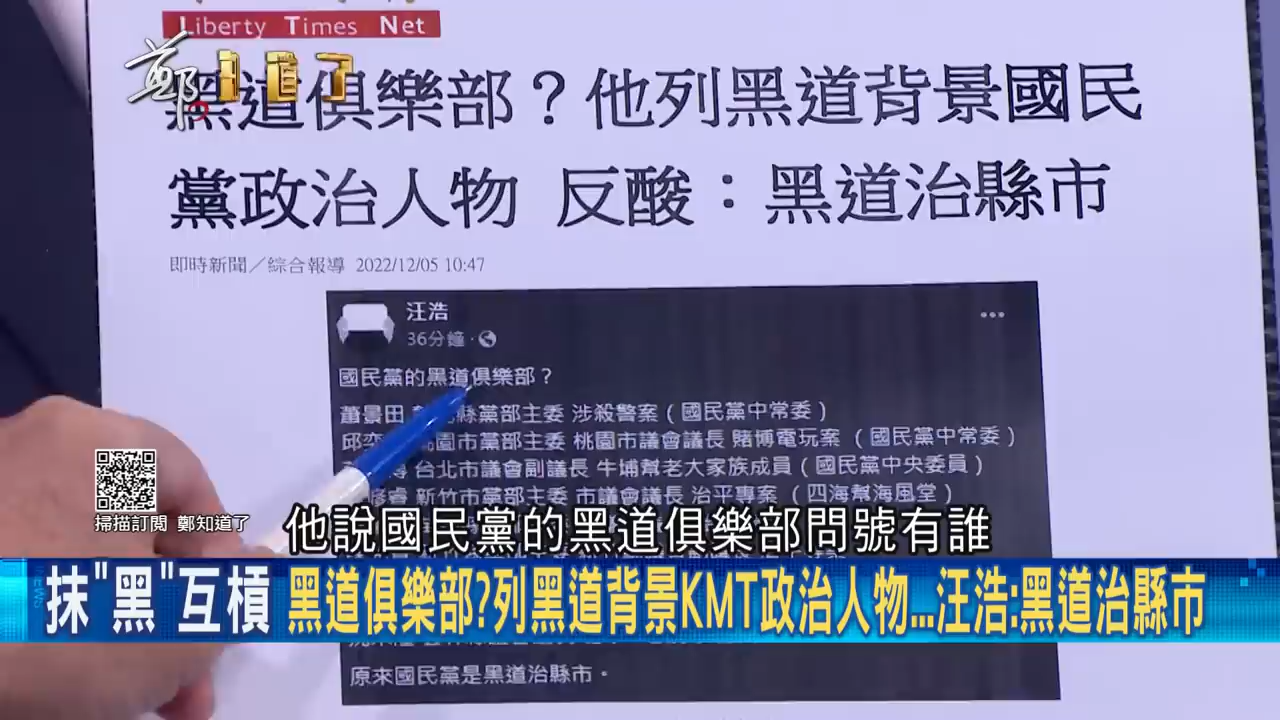 Liberty Times Net
鄭知道了
黑道俱樂部？他列黑道背景國民
黨政治人物 反酸：黑道治縣市
即時新聞／綜合報導 2022/12/05 10:47
汪浩
36分鐘
國民黨的黑道俱樂部？
蕭景田 縣黨部主委 涉殺警案（國民黨中常委）
邱奕 桃園市黨部主委 桃園市議會議長 賭博電玩案 （國民黨中常委）
台北市議會副議長 牛埔幫老大家族成員（國民黨中央委員）
修睿 新竹市黨部主委 市議會議長 治平專案 （四海幫海風堂）
原來國民黨是黑道治縣市。
掃描訂閱 鄭知道了
他說國民黨的黑道俱樂部問號有誰
抹"黑"互槓 黑道俱樂部?列黑道背景KMT政治人物...汪浩:黑道治縣市